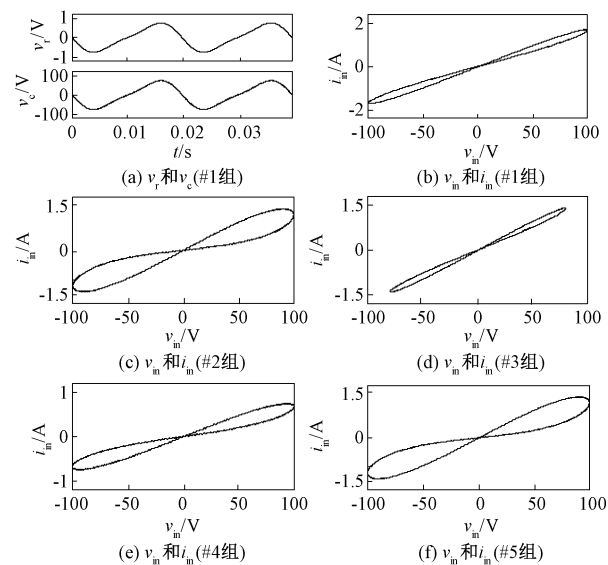 1
0
-1
v_r/V
100
0
-100
v_c/V
0 0.01 0.02 0.03
t/s
(a) v_r和v_c(#1组)
2
0
-2
i_in/A
-100 -50 0 50 100
v_in/V
(b) v_in和i_in(#1组)
1.5
0
-1.5
i_in/A
-100 -50 0 50 100
v_in/V
(c) v_in和i_in(#2组)
1.5
0
-1.5
i_in/A
-100 -50 0 50 100
v_in/V
(d) v_in和i_in(#3组)
1
0
-1
i_in/A
-100 -50 0 50 100
v_in/V
(e) v_in和i_in(#4组)
1.5
0
1.5
i_in/A
-100 -50 0 50 100
v_in/V
(f) v_in和i_in(#5组)